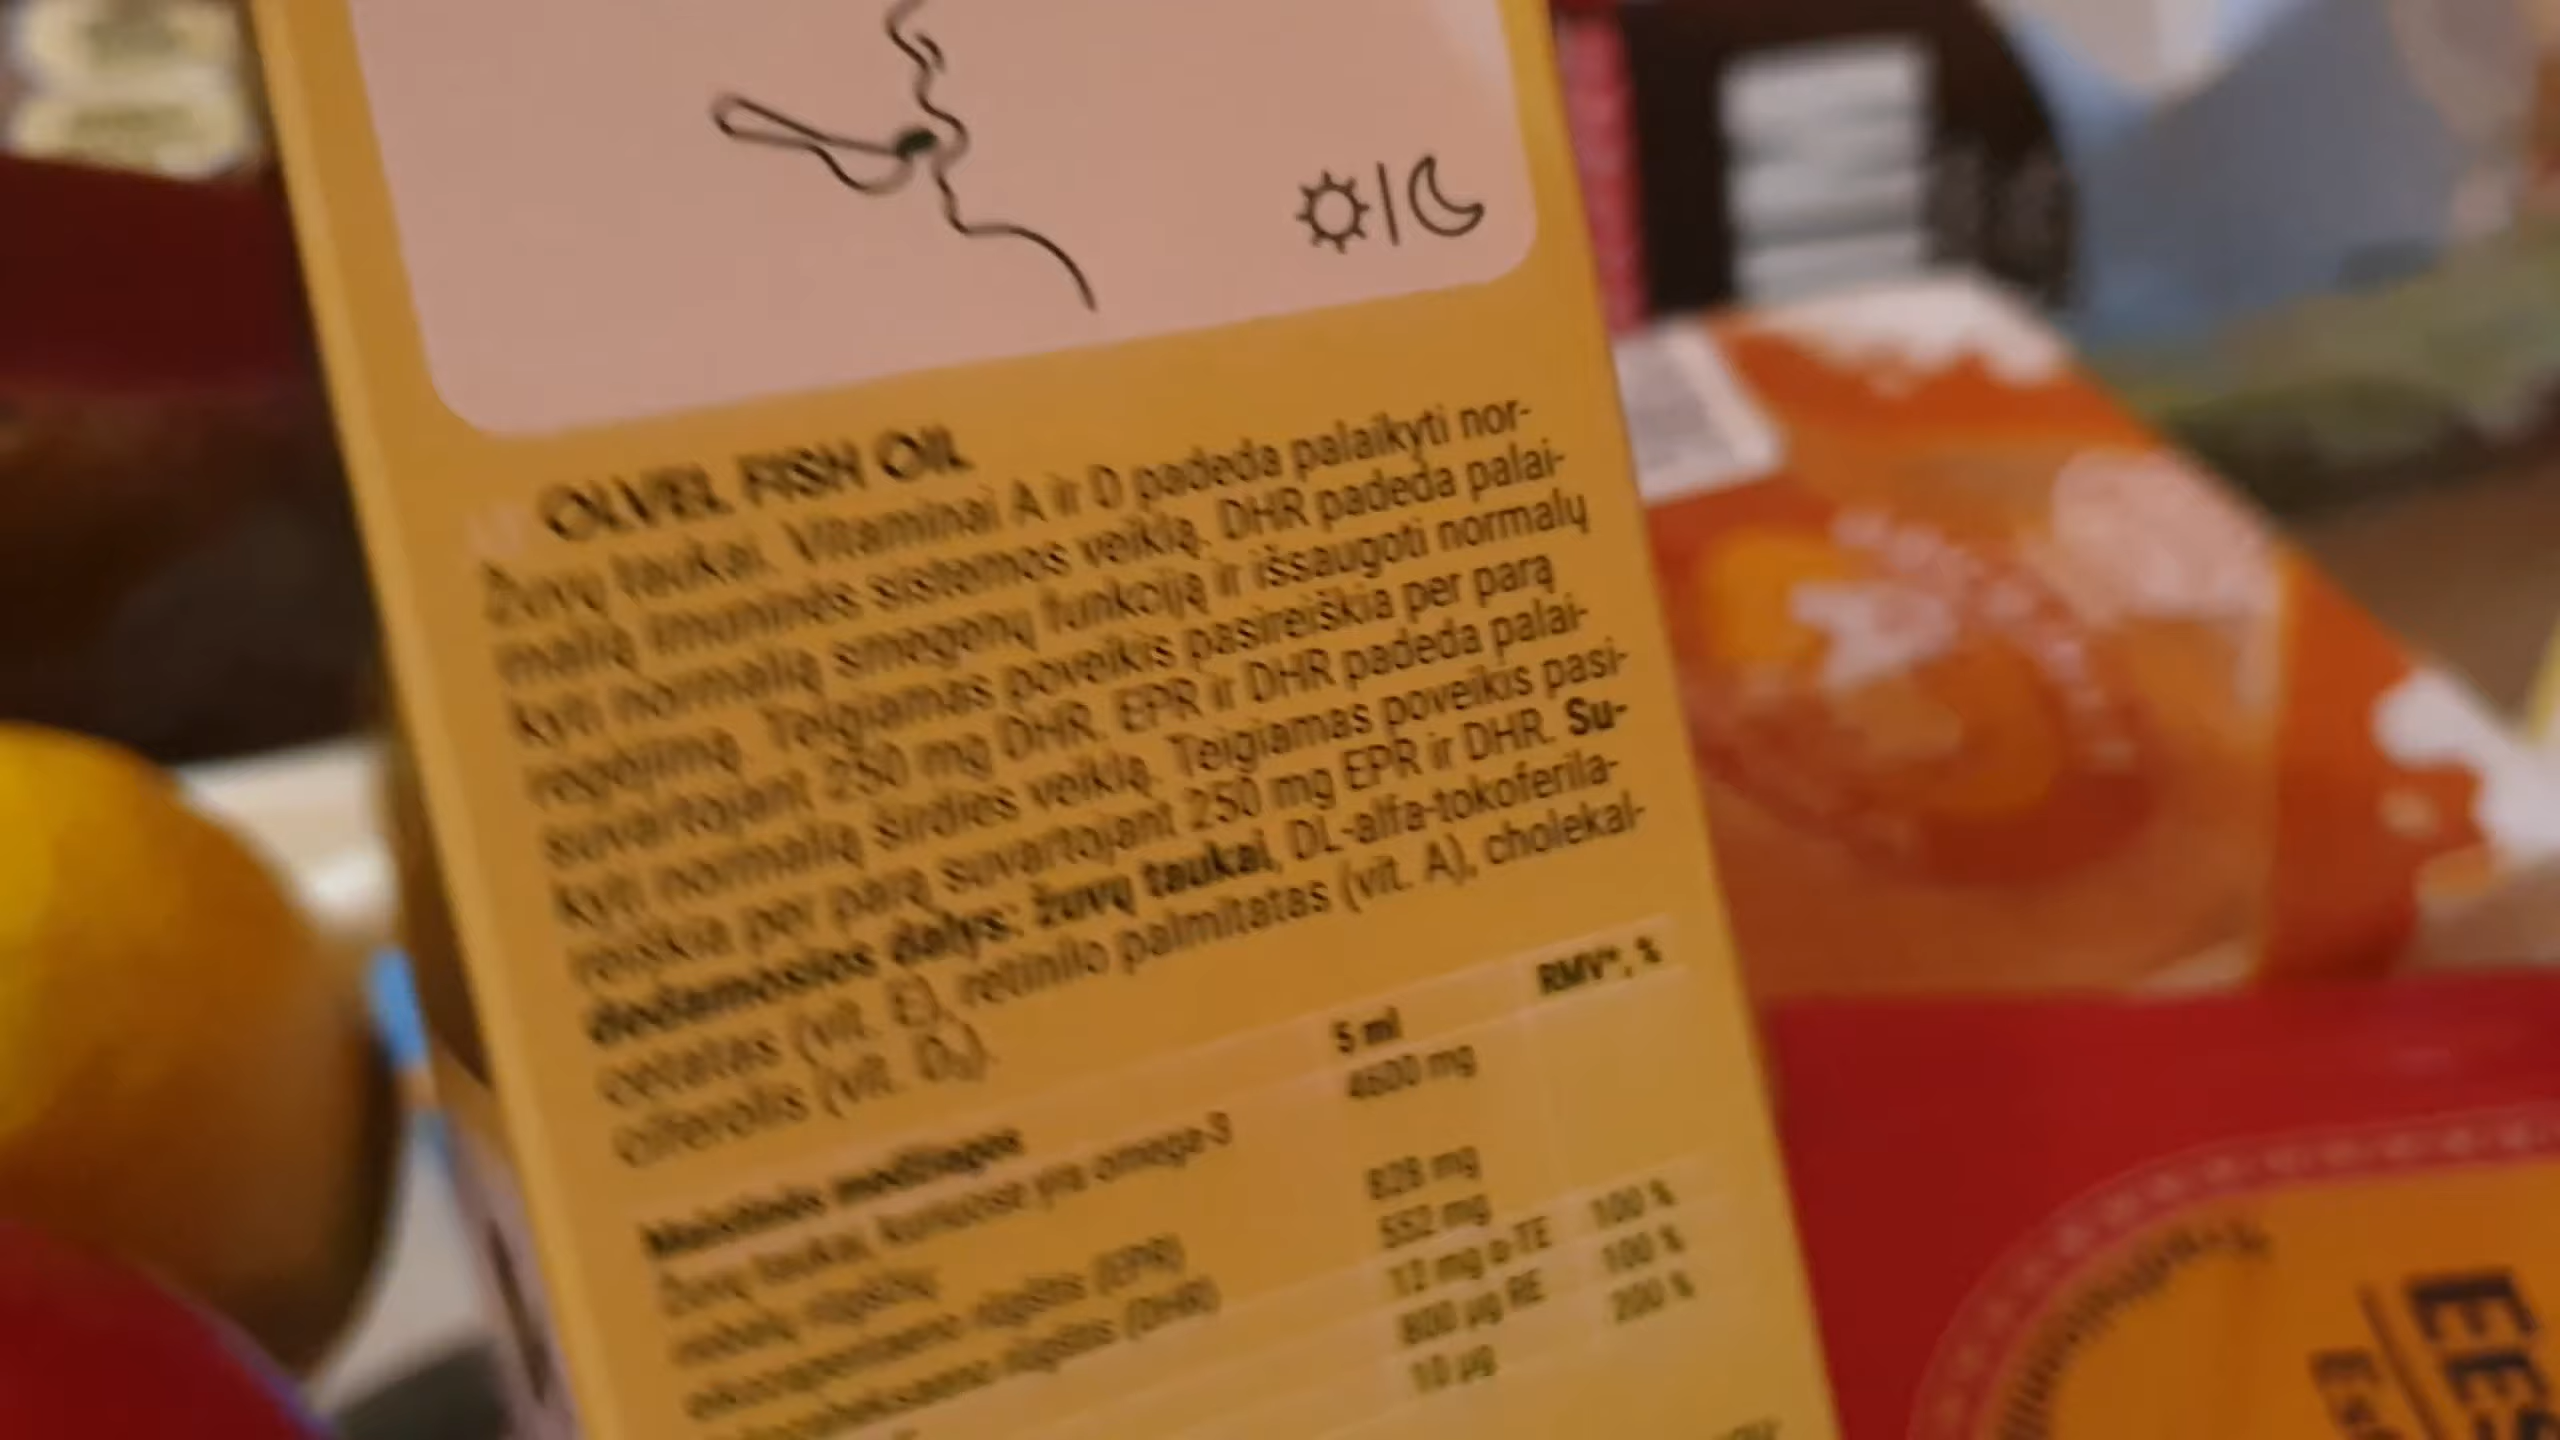 OLVEL FISH OIL
Žuvų taukai. Vitaminai A ir D padeda palaikyti nor-
malią imuninės sistemos veiklą. DHR padeda palai-
kyti normalią smegenų funkciją ir išsaugoti normalų
regėjimą. Teigiamas poveikis pasireiškia per parą
suvartojant 250 mg DHR. EPR ir DHR padeda palai-
kyti normalią širdies veiklą. Teigiamas poveikis pasi-
reiškia per parą suvartojant 250 mg EPR ir DHR. Su-
dedamosios dalys: žuvų taukai, DL-alfa-tokoferila-
cetatas (vit. E), retinilo palmitatas (vit. A), cholekal-
ciferolis (vit. D₃).
Maistinės medžiagos 5 ml RMV*, %
Žuvų taukai, kuriuose yra omega-3 4600 mg
riebalų rūgščių:
eikozapentaeno rūgšties (EPR) 828 mg
dokozaheksaeno rūgšties (DHR) 552 mg
12 mg α-TE 100 %
800 µg RE 100 %
10 µg 200 %